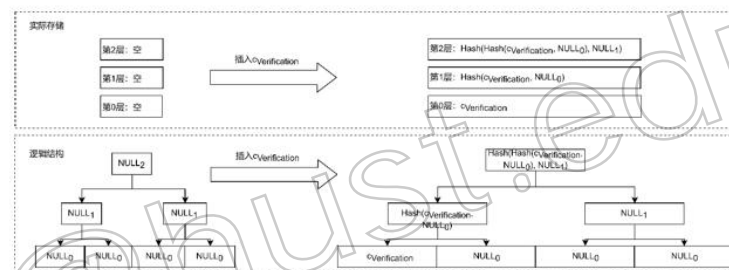 实际存储
第2层：空
第1层：空
第0层：空
插入cVerification
第2层：Hash(Hash(cVerification, NULL0), NULL1)
第1层：Hash(cVerification, NULL0)
第0层：cVerification
逻辑结构
NULL2
NULL1 NULL1
NULL0 NULL0 NULL0 NULL0
插入cVerification
Hash(Hash(cVerification,
NULL0), NULL1)
Hash(cVerification,
NULL0)
NULL1
cVerification NULL0 NULL0 NULL0
@hust.edu